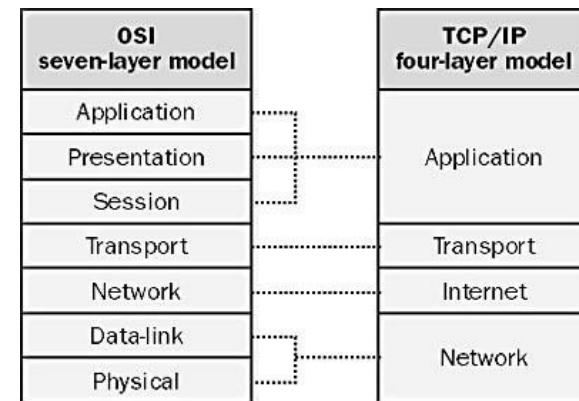 OSI
seven-layer model
Application
Presentation
Session
Transport
Network
Data-link
Physical
TCP/IP
four-layer model
Application
Transport
Internet
Network